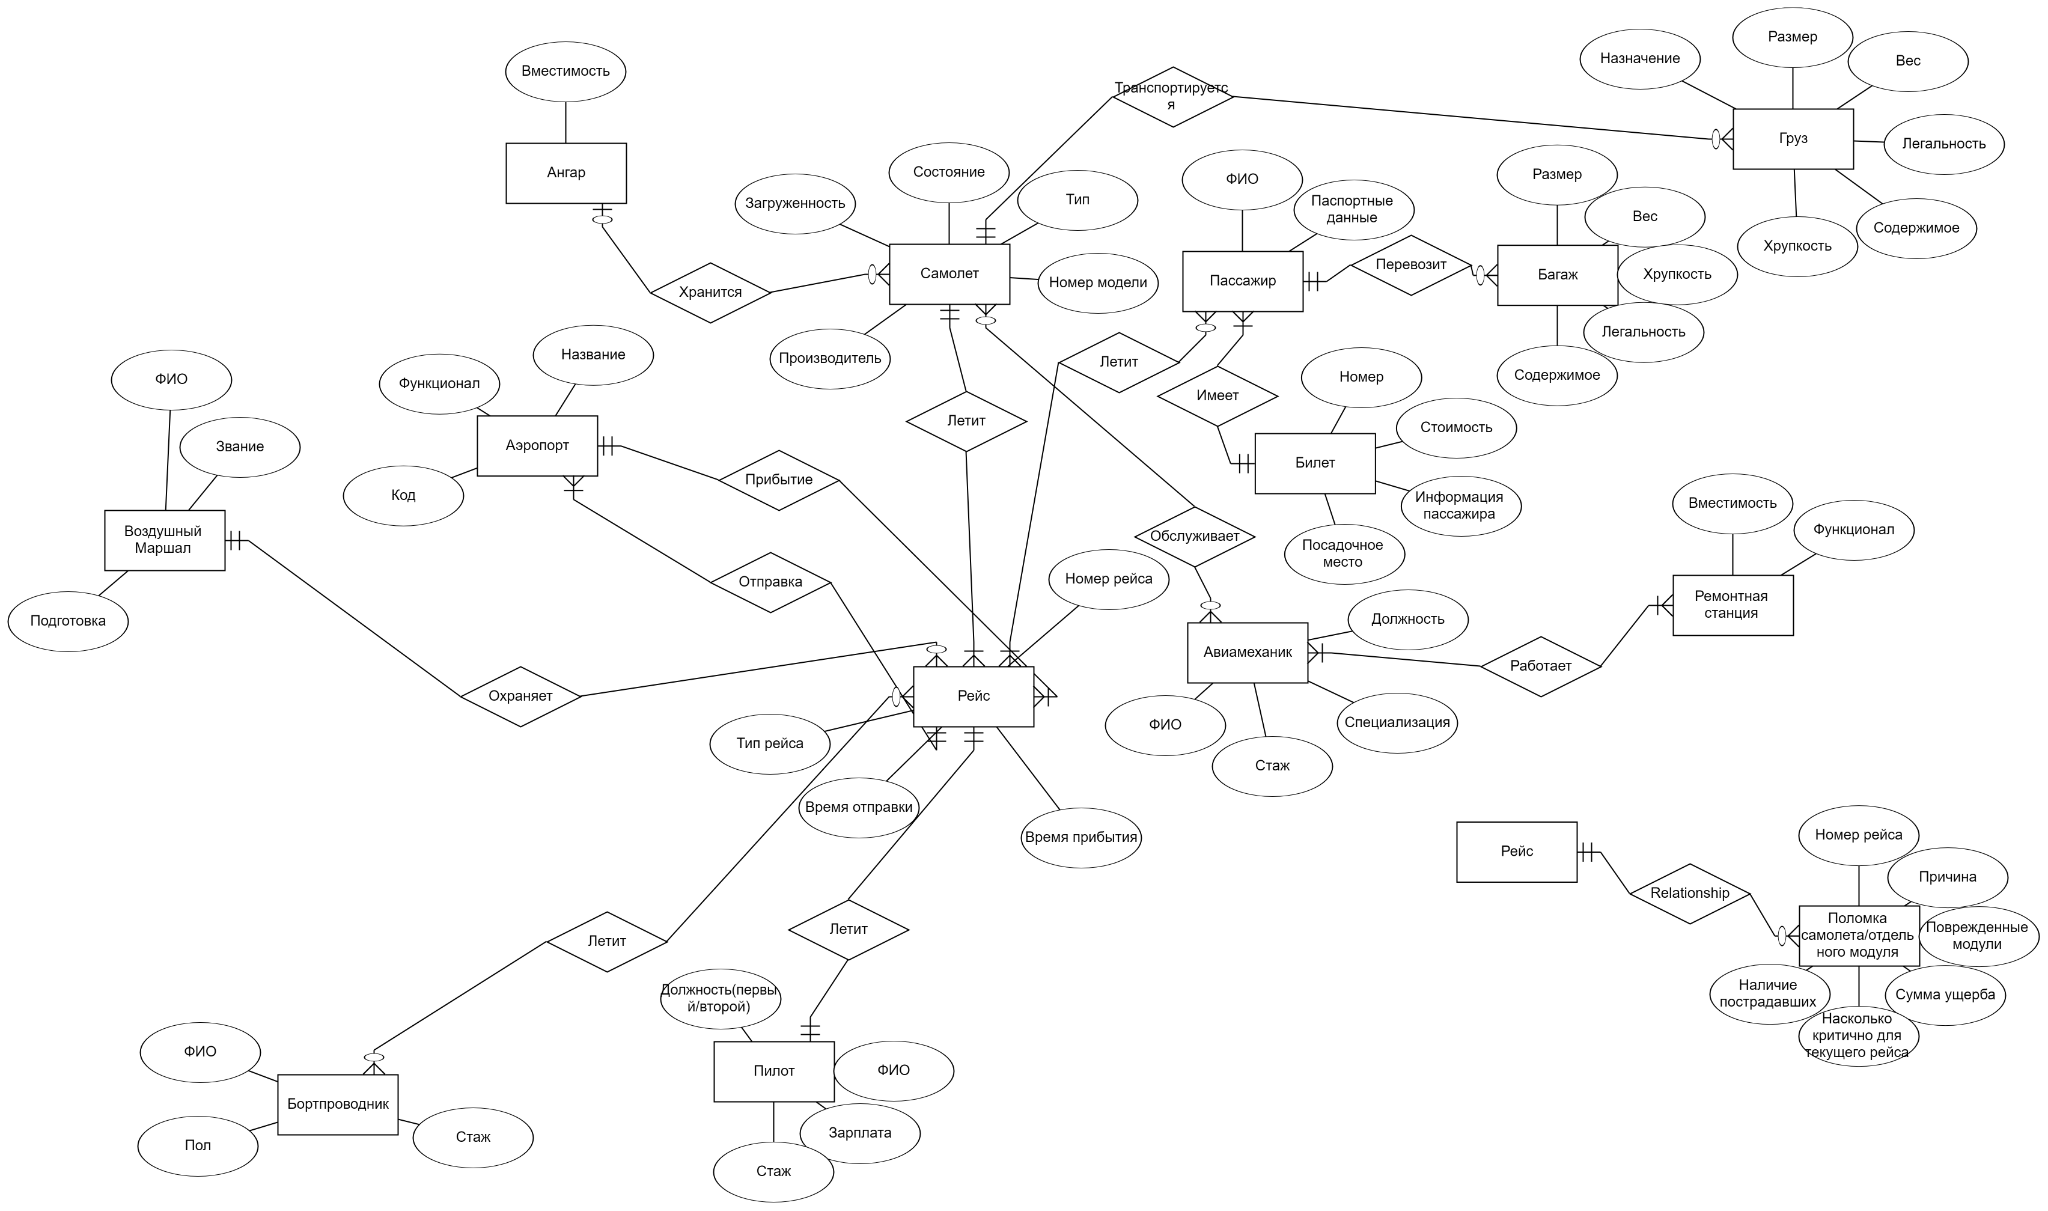 Размер
Назначение
Вес
Вместимость
Транспортируетс
я
Груз
Легальность
Ангар
Состояние
ФИО
Размер
Тип
Паспортные
данные
Загруженность
Вес
Содержимое
Хрупкость
Самолет
Номер модели
Пассажир
Перевозит
Багаж
Хрупкость
Хранится
Легальность
Название
Производитель
Летит
ФИО
Функционал
Содержимое
Номер
Имеет
Летит
Стоимость
Звание
Аэропорт
Билет
Прибытие
Код
Информация
пассажира
Вместимость
Воздушный
Маршал
Функционал
Обслуживает
Посадочное
место
Отправка
Номер рейса
Ремонтная
станция
Подготовка
Должность
Авиамеханик
Работает
Охраняет
Рейс
ФИО
Специализация
Тип рейса
Стаж
Время отправки
Время прибытия
Номер рейса
Рейс
Причина
Relationship
Поломка
самолета/отдель
ного модуля
Поврежденные
модули
Летит
Летит
Наличие
пострадавших
Сумма ущерба
Должность(первы
й/второй)
Насколько
критично для
текущего рейса
ФИО
Пилот
ФИО
Бортпроводник
Пол
Стаж
Зарплата
Стаж